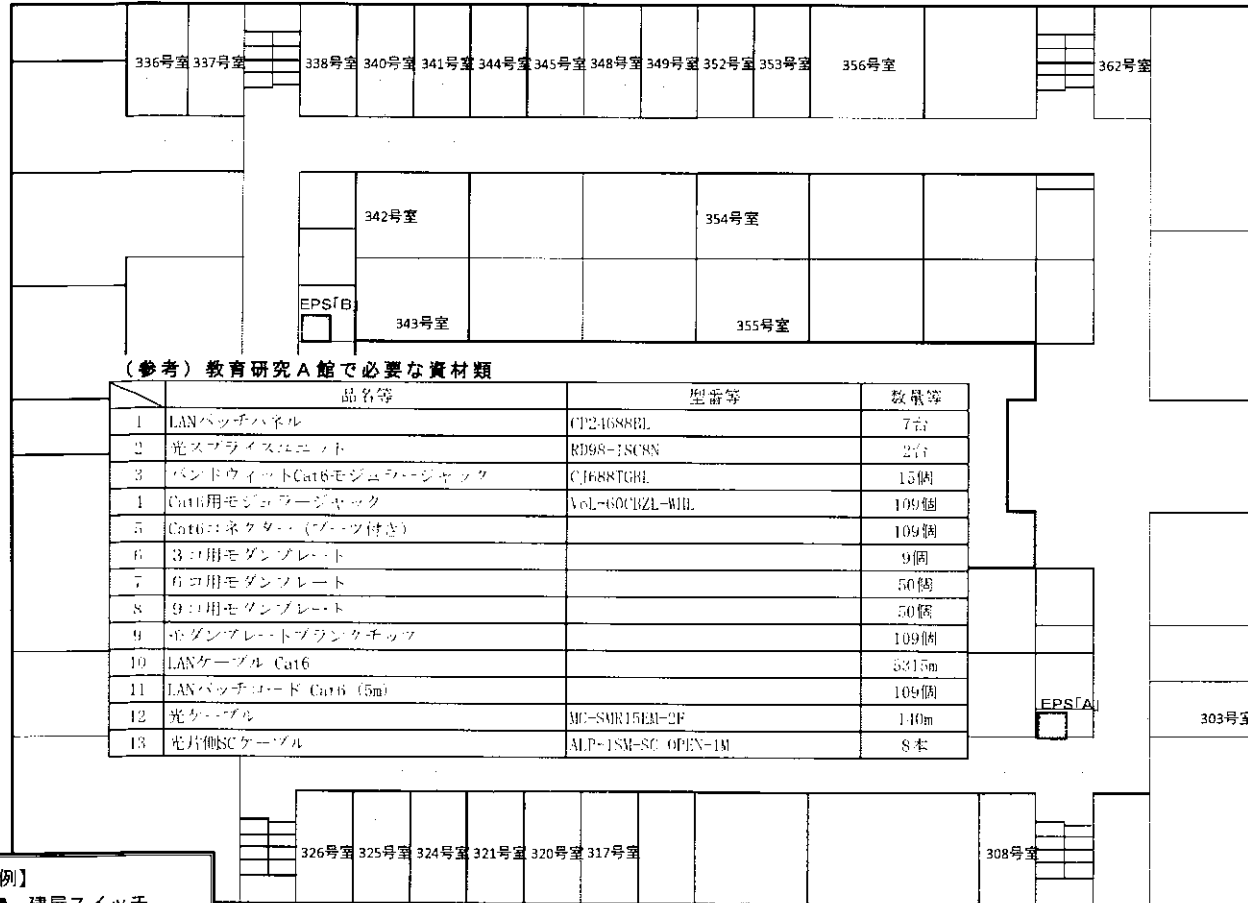 336号室 337号室 338号室 340号室 341号室 344号室 345号室 348号室 349号室 352号室 353号室 356号室 362号室
342号室 354号室
EPS「B」
343号室 355号室
(参考) 教育研究A館で必要な資材類
品名等 型番等 数量等
1 LANパッチパネル CP24688BL 7台
2 光スプライスユニット RD98-1SC8N 2台
3 パンドウィットCat6モジュラージャック CJ688TGBL 15個
4 Cat6用モジュラージャック 109個
5 Cat6コネクター (ブーツ付き) 109個
6 3コ用モダンプレート 9個
7 6コ用モダンプレート 50個
8 9コ用モダンプレート 50個
9 モダンプレートブランクチップ 109個
10 LANケーブル Cat6 5315m
11 LANパッチコード Cat6 (5m) 109個
12 光ケーブル 140m
13 光片側SCケーブル ALP-1SM-SC OPEN-1M 8本
EPS「A」
303号室
326号室 325号室 324号室 321号室 320号室 317号室 308号室
例】
建屋スイッチ